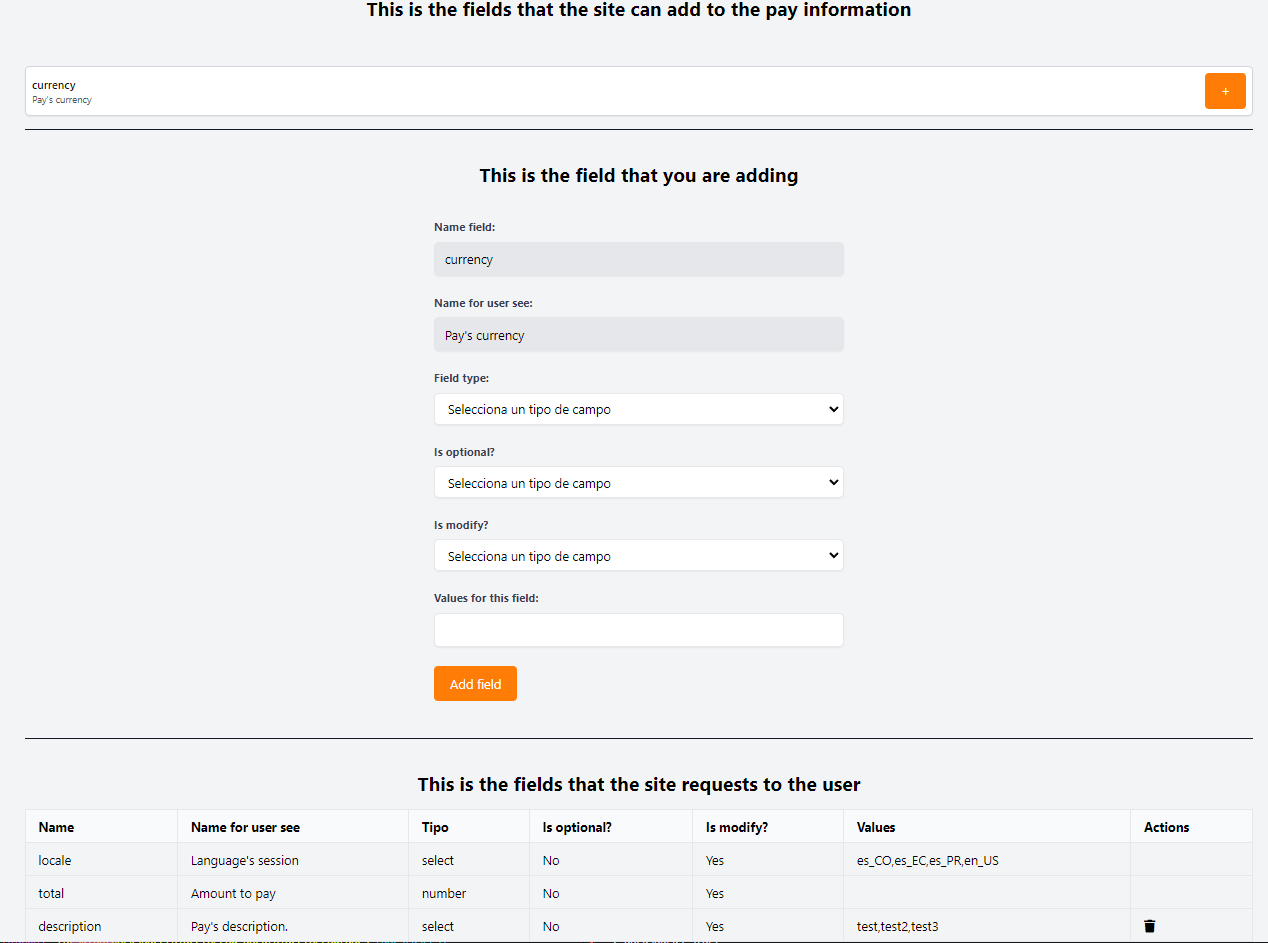 This is the fields that the site can add to the pay information
currency
Pay's currency
+
This is the field that you are adding
Name field:
currency
Name for user see:
Pay's currency
Field type:
Selecciona un tipo de campo
Is optional?
Selecciona un tipo de campo
Is modify?
Selecciona un tipo de campo
Values for this field:
Add field
This is the fields that the site requests to the user
Name Name for user see Tipo Is optional? Is modify? Values Actions
locale Language's session select No Yes es_CO,es_EC,es_PR,en_US
total Amount to pay number No Yes
description Pay's description. select No Yes test,test2,test3